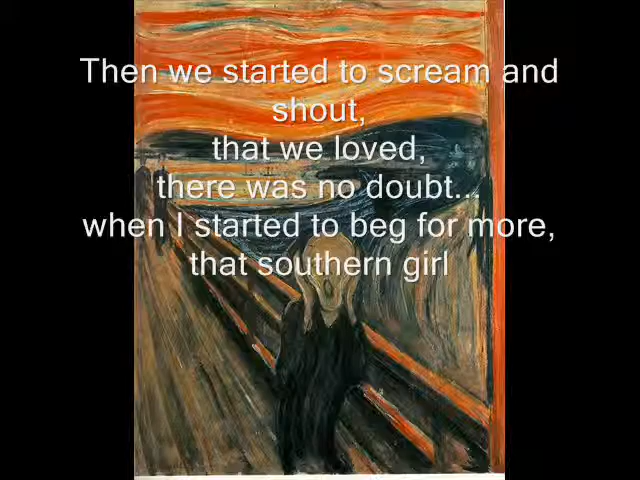 Then we started to scream and
shout,
that we loved,
there was no doubt...
when I started to beg for more,
that southern girl